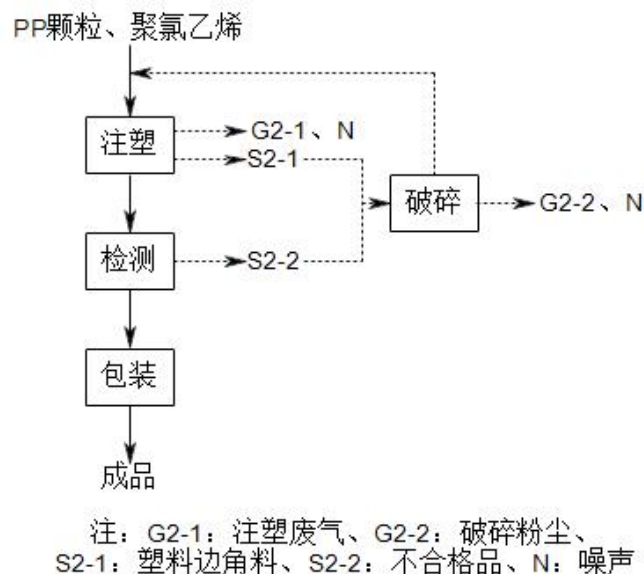 PP颗粒、聚氯乙烯
注塑
G2-1、N
S2-1
破碎
G2-2、N
检测
S2-2
包装
成品
注：G2-1：注塑废气、G2-2：破碎粉尘、
S2-1：塑料边角料、S2-2：不合格品、N：噪声